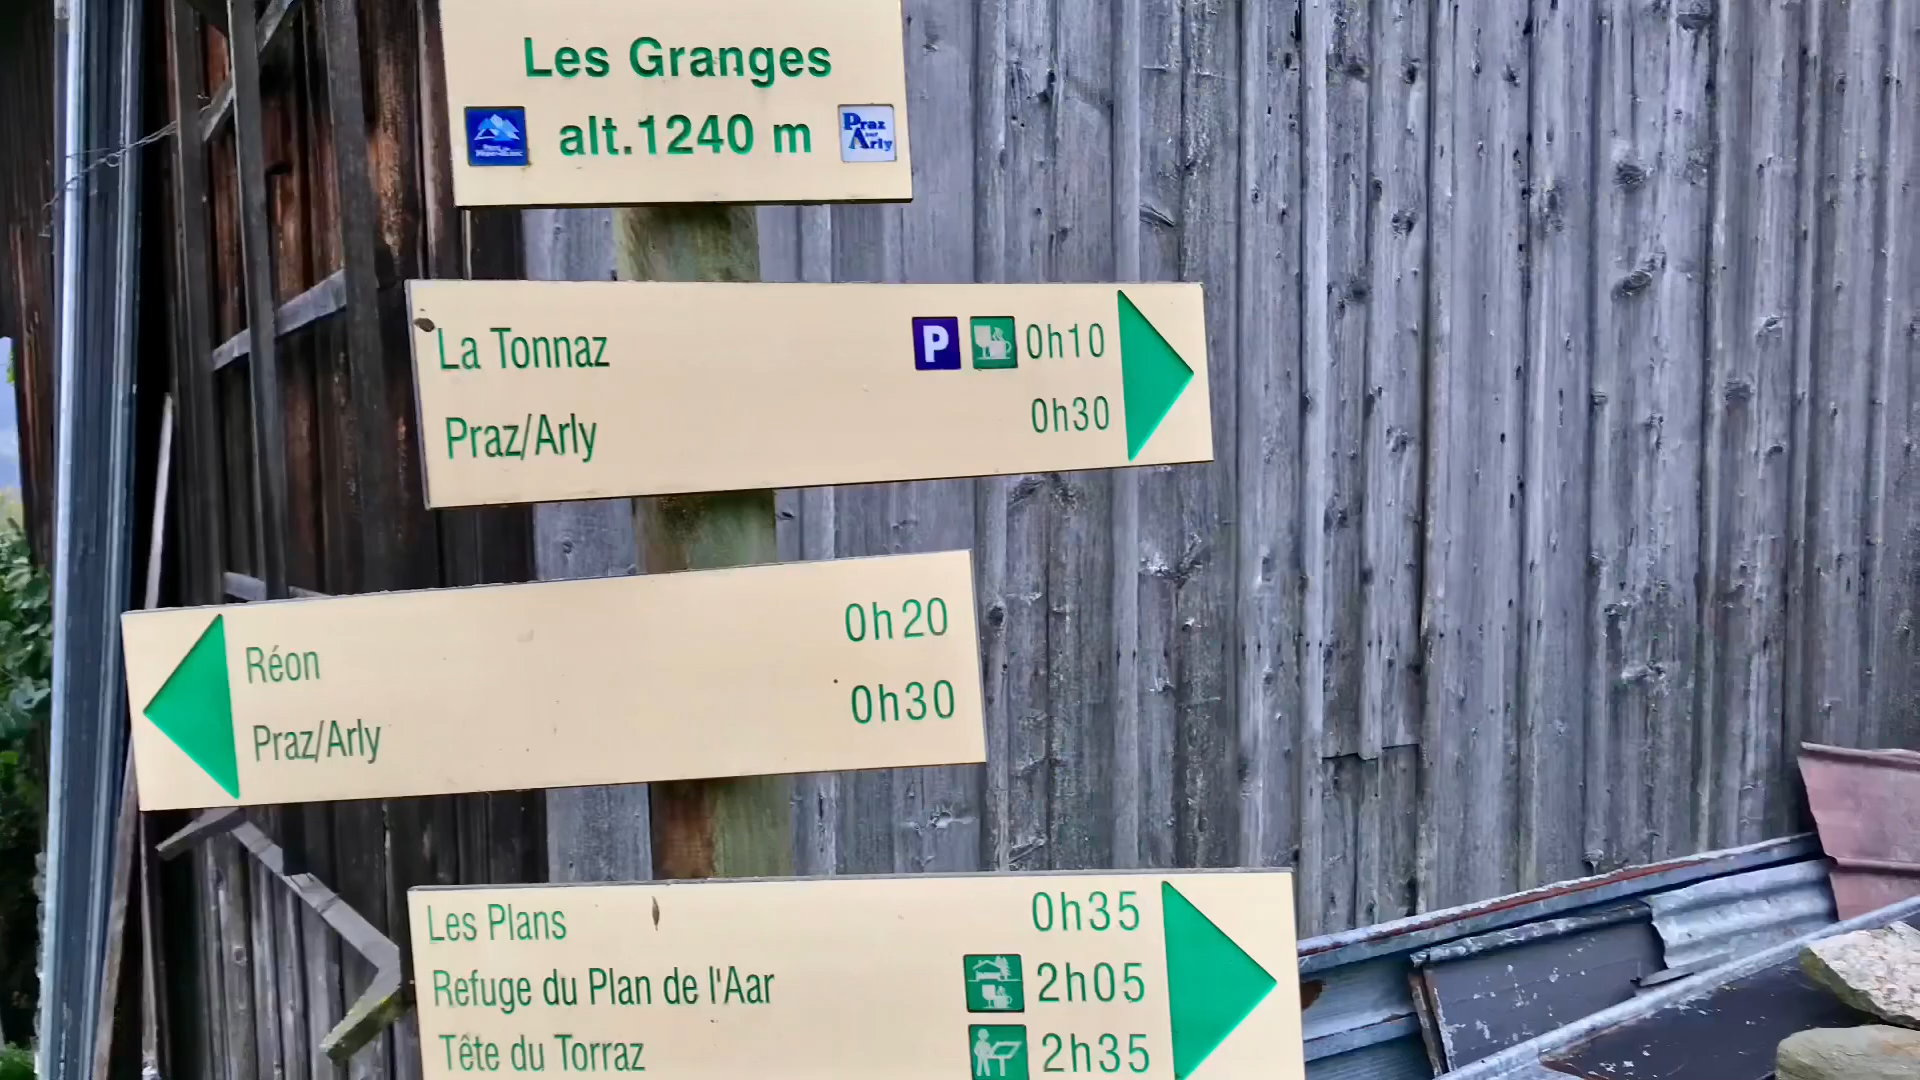 Les Granges
alt.1240 m
Praz
sur
Arly
La Tonnaz P 0h10
Praz/Arly 0h30
Réon 0h20
Praz/Arly 0h30
Les Plans 0h35
Refuge du Plan de l'Aar 2h05
Tête du Torraz 2h35